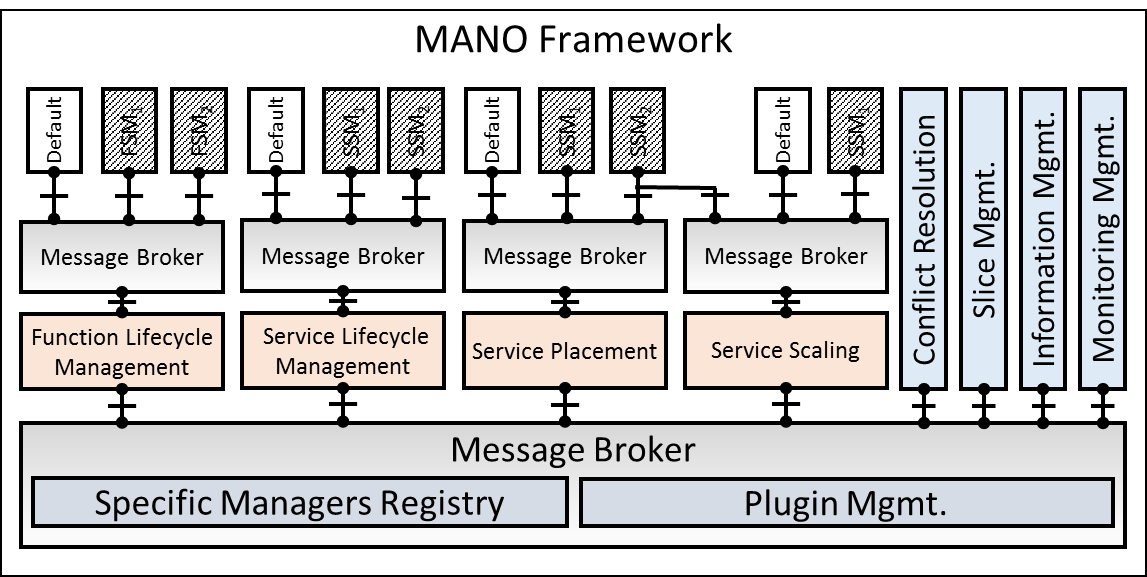 MANO Framework
Default
FSM1
FSM2
Default
SSM1
SSM2
Default
SSM1
SSM2
Default
SSM1
Conflict Resolution
Slice Mgmt.
Information Mgmt.
Monitoring Mgmt.
Message Broker
Message Broker
Message Broker
Message Broker
Function Lifecycle
Management
Service Lifecycle
Management
Service Placement
Service Scaling
Message Broker
Specific Managers Registry
Plugin Mgmt.